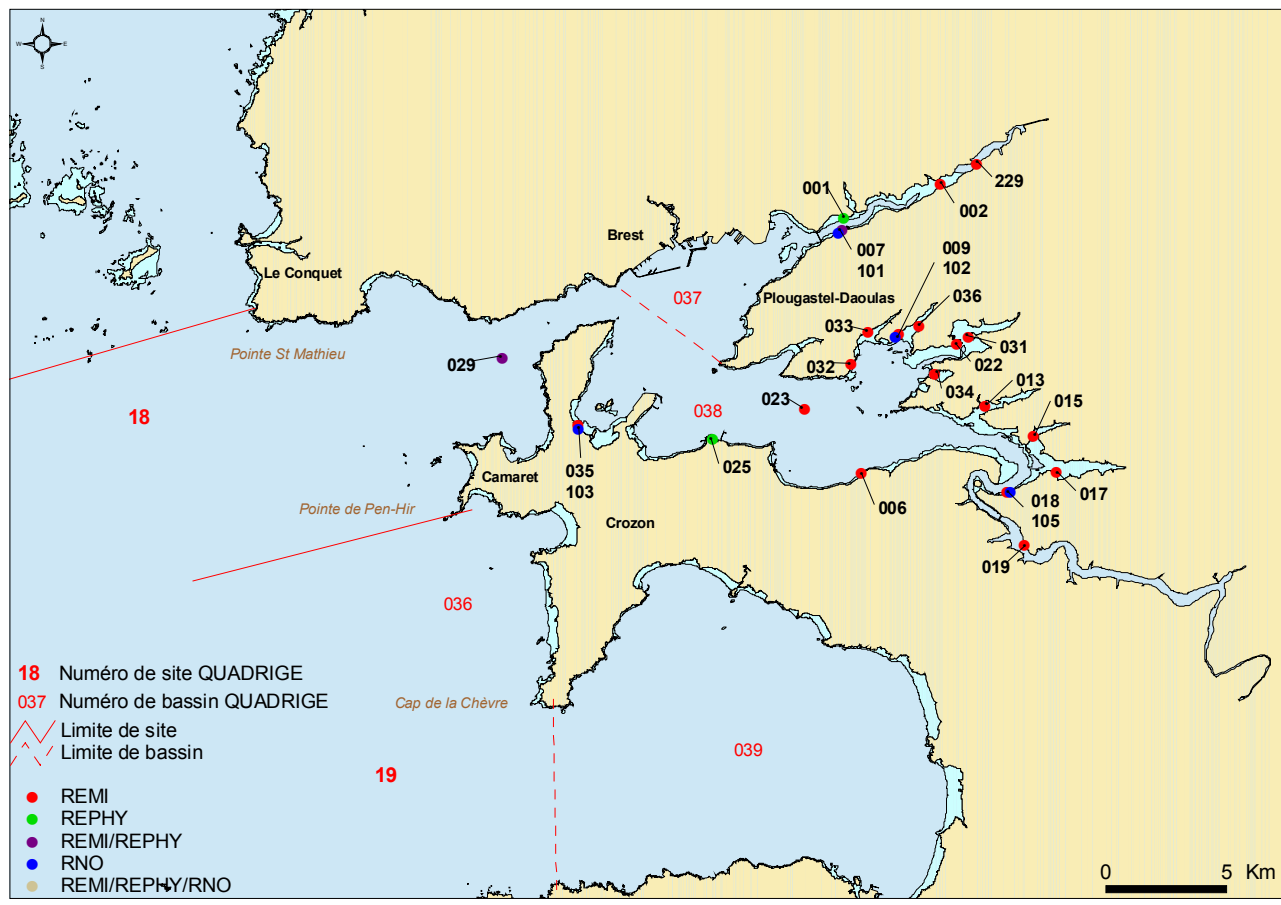 N
W E
S
229
002
001
Brest
007
101
009
102
036
Le Conquet
037
Plougastel-Daoulas
033
031
022
Pointe St Mathieu
029
032
034
013
023
18
038
015
035
103
025
Camaret
017
006
018
105
Pointe de Pen-Hir
Crozon
019
036
18 Numéro de site QUADRIGE
037 Numéro de bassin QUADRIGE
Cap de la Chèvre
Limite de site
Limite de bassin
039
19
REMI
REPHY
REMI/REPHY
RNO
REMI/REPHY/RNO
0 5 Km